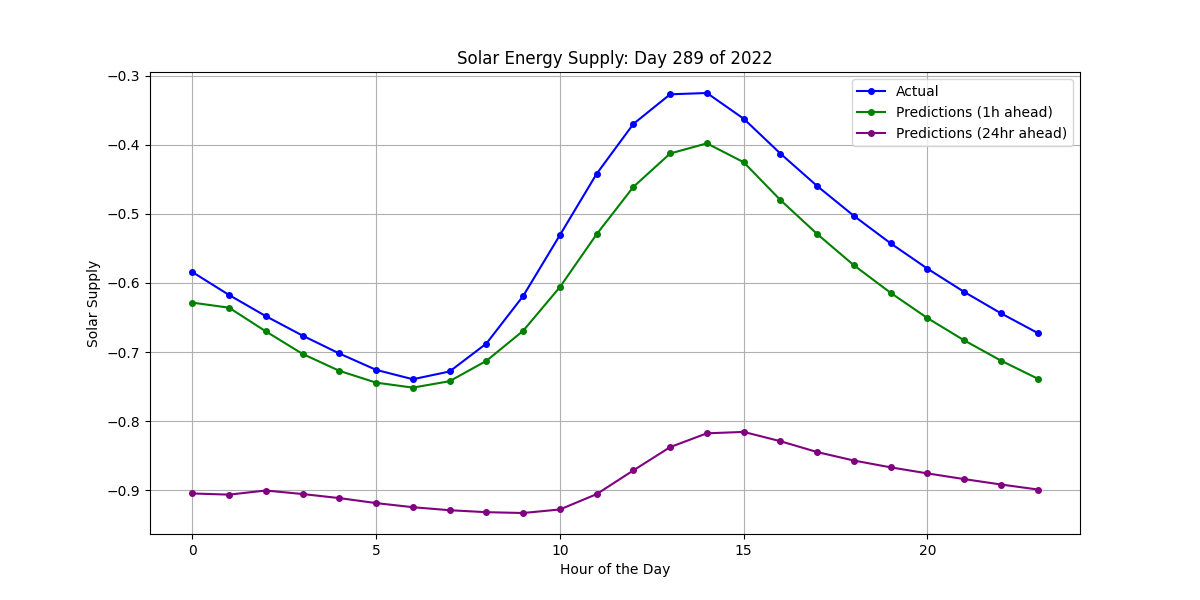 Solar Energy Supply: Day 289 of 2022
Actual
Predictions (1h ahead)
Predictions (24hr ahead)
Solar Supply
−0.3
−0.4
−0.5
−0.6
−0.7
−0.8
−0.9
0 5 10 15 20
Hour of the Day